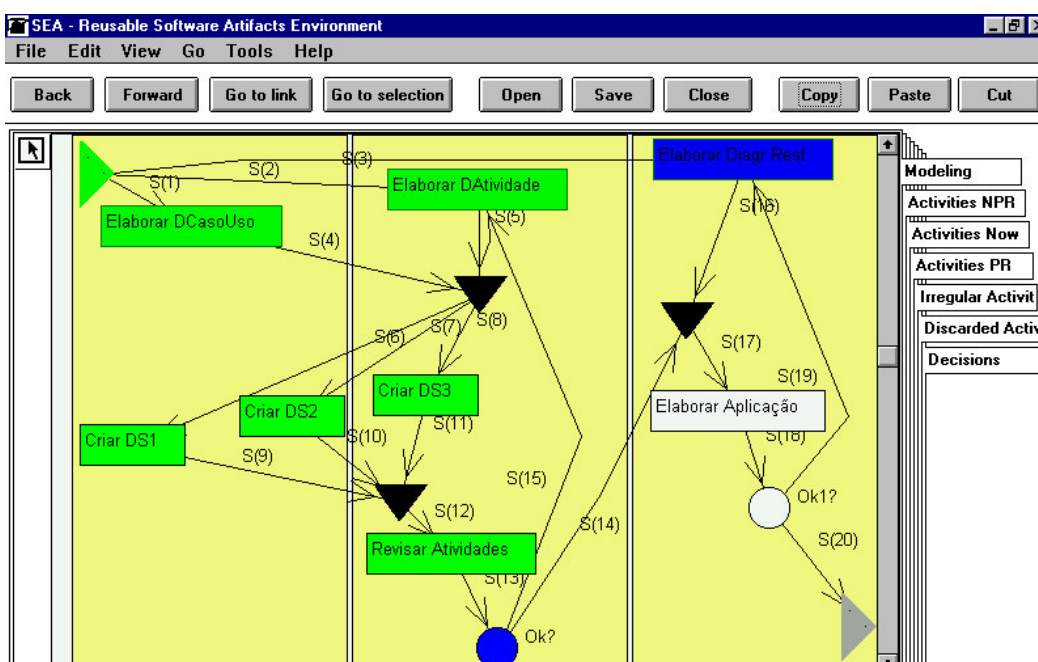 SEA - Reusable Software Artifacts Environment
File Edit View Go Tools Help
Back Forward Go to link Go to selection Open Save Close Copy Paste Cut
S(3)
Elaborar Diagr.Rest.
S(2)
Modeling
S(1)
Elaborar DAtividade
Activities NPR
S(16)
Elaborar DCasoUso
S(5)
Activities Now
S(4)
Activities PR
Irregular Activit
S(6)
S(7)
S(8)
Discarded Activ
S(17)
Decisions
S(19)
Criar DS3
Criar DS2
Elaborar Aplicação
S(11)
Criar DS1
S(10)
S(18)
S(9)
S(15)
Ok1?
S(12)
S(14)
S(20)
Revisar Atividades
S(13)
Ok?